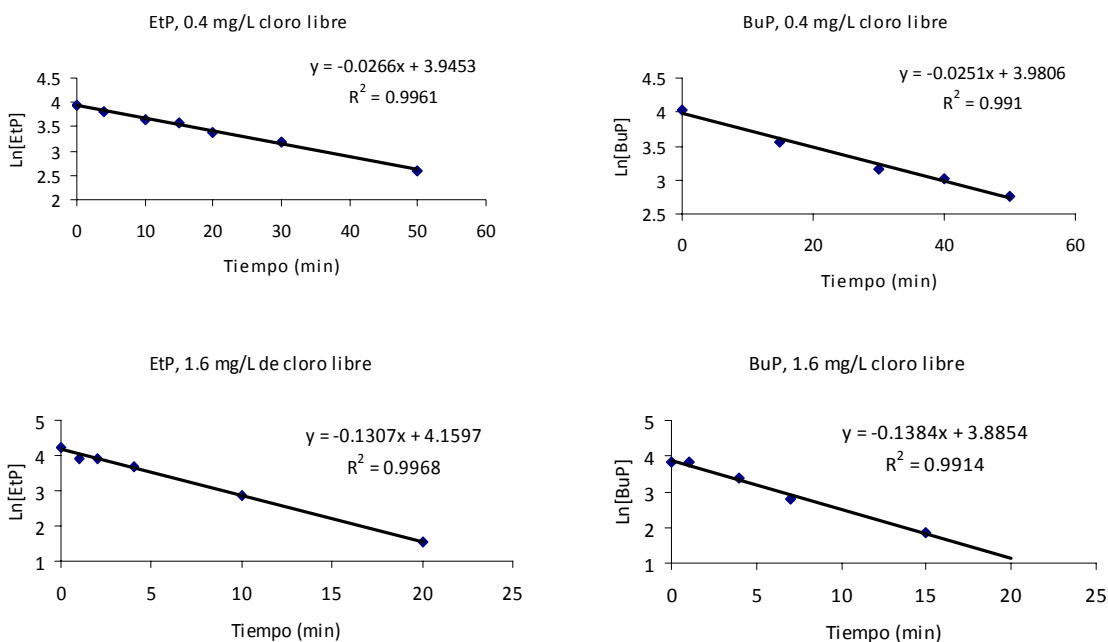 EtP, 0.4 mg/L cloro libre
y = -0.0266x + 3.9453
R² = 0.9961
Ln[EtP]
4.5
4
3.5
3
2.5
2
0 10 20 30 40 50 60
Tiempo (min)
BuP, 0.4 mg/L cloro libre
y = -0.0251x + 3.9806
R² = 0.991
Ln[BuP]
4.5
4
3.5
3
2.5
0 20 40 60
Tiempo (min)
EtP, 1.6 mg/L de cloro libre
y = -0.1307x + 4.1597
R² = 0.9968
Ln[EtP]
5
4
3
2
1
0 5 10 15 20 25
Tiempo (min)
BuP, 1.6 mg/L cloro libre
y = -0.1384x + 3.8854
R² = 0.9914
Ln[BuP]
5
4
3
2
1
0 5 10 15 20 25
Tiempo (min)